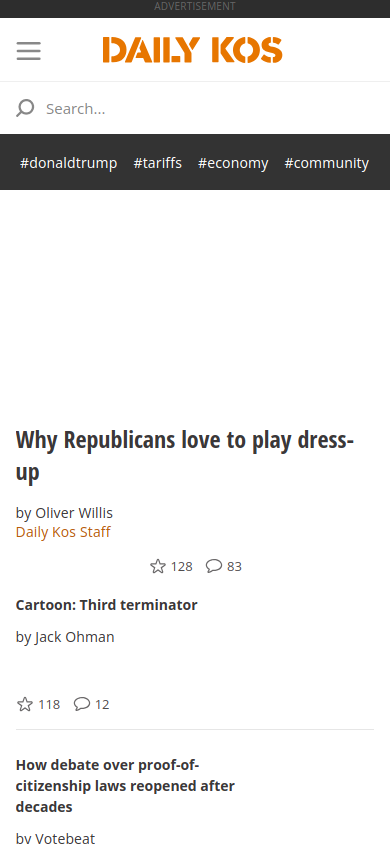 ADVERTISEMENT
DAILY KOS
Search...
#donaldtrump #tariffs #economy #community
Why Republicans love to play dress-
up
by Oliver Willis
Daily Kos Staff
128 83
Cartoon: Third terminator
by Jack Ohman
118 12
How debate over proof-of-
citizenship laws reopened after
decades
by Votebeat